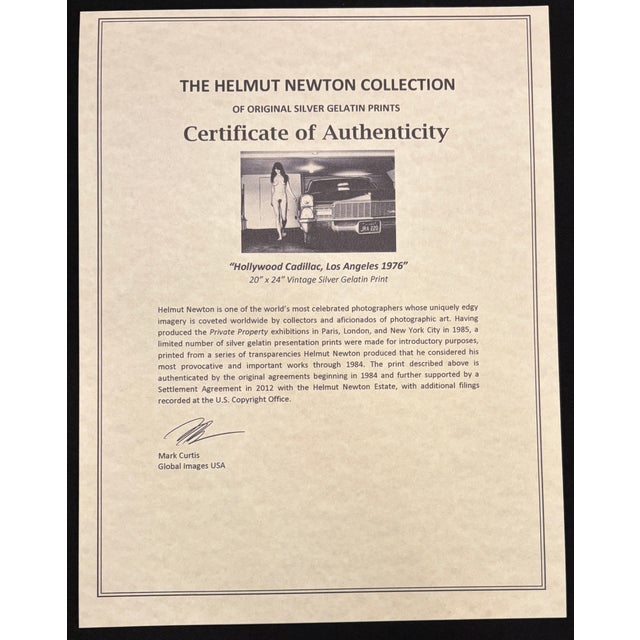 THE HELMUT NEWTON COLLECTION
OF ORIGINAL SILVER GELATIN PRINTS
Certificate of Authenticity
JRA 220
"Hollywood Cadillac, Los Angeles 1976"
20" x 24" Vintage Silver Gelatin Print
Helmut Newton is one of the world's most celebrated photographers whose uniquely edgy
imagery is coveted worldwide by collectors and aficionados of photographic art. Having
produced the Private Property exhibitions in Paris, London, and New York City in 1985, a
limited number of silver gelatin presentation prints were made for introductory purposes,
printed from a series of transparencies Helmut Newton produced that he considered his
most provocative and important works through 1984. The print described above is
authenticated by the original agreements beginning in 1984 and further supported by a
Settlement Agreement in 2012 with the Helmut Newton Estate, with additional filings
recorded at the U.S. Copyright Office.
Mark Curtis
Global Images USA